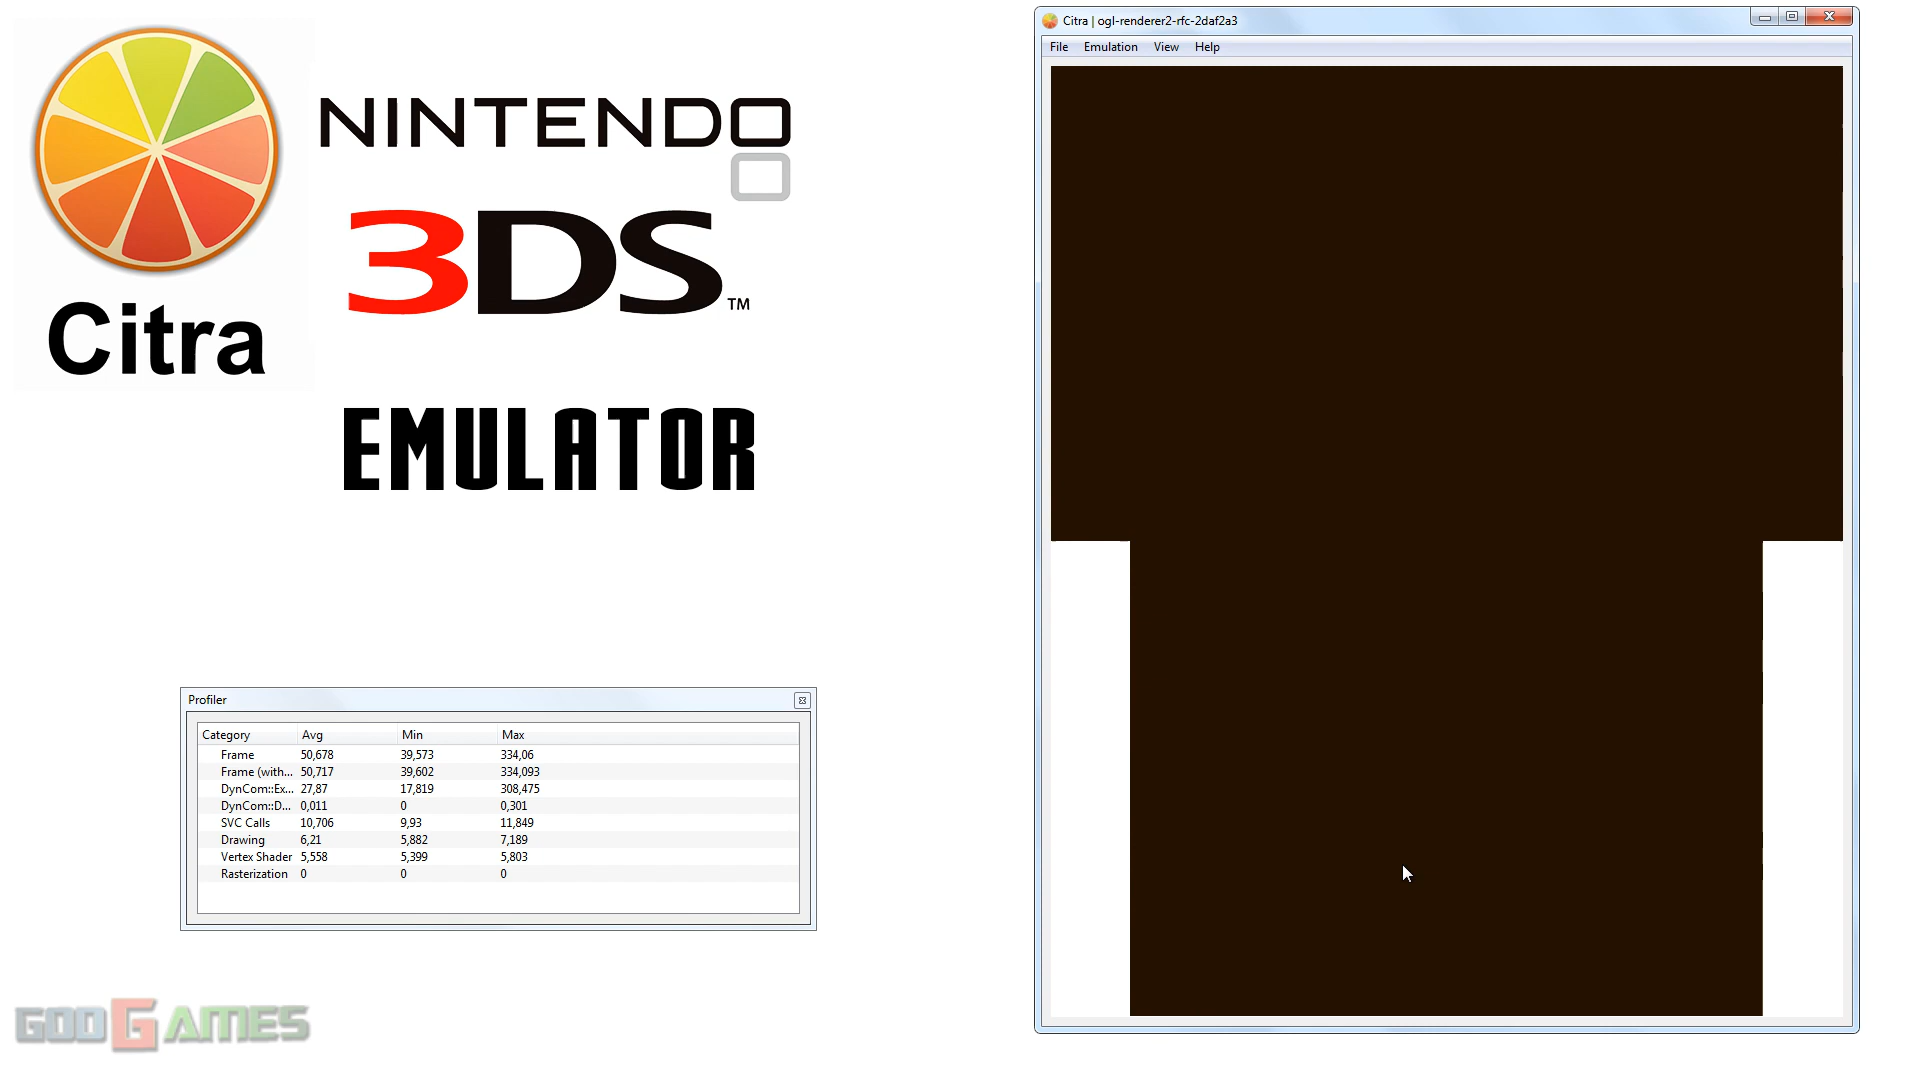 Citra
NINTENDO
3DS™
EMULATOR
Citra | ogl-renderer2-rfc-2daf2a3
File Emulation View Help
Profiler
Category Avg Min Max
Frame 50,678 39,573 334,06
Frame (with... 50,717 39,602 334,093
DynCom::Ex... 27,87 17,819 308,475
DynCom::D... 0,011 0 0,301
SVC Calls 10,706 9,93 11,849
Drawing 6,21 5,882 7,189
Vertex Shader 5,558 5,399 5,803
Rasterization 0 0 0
GODGAMES